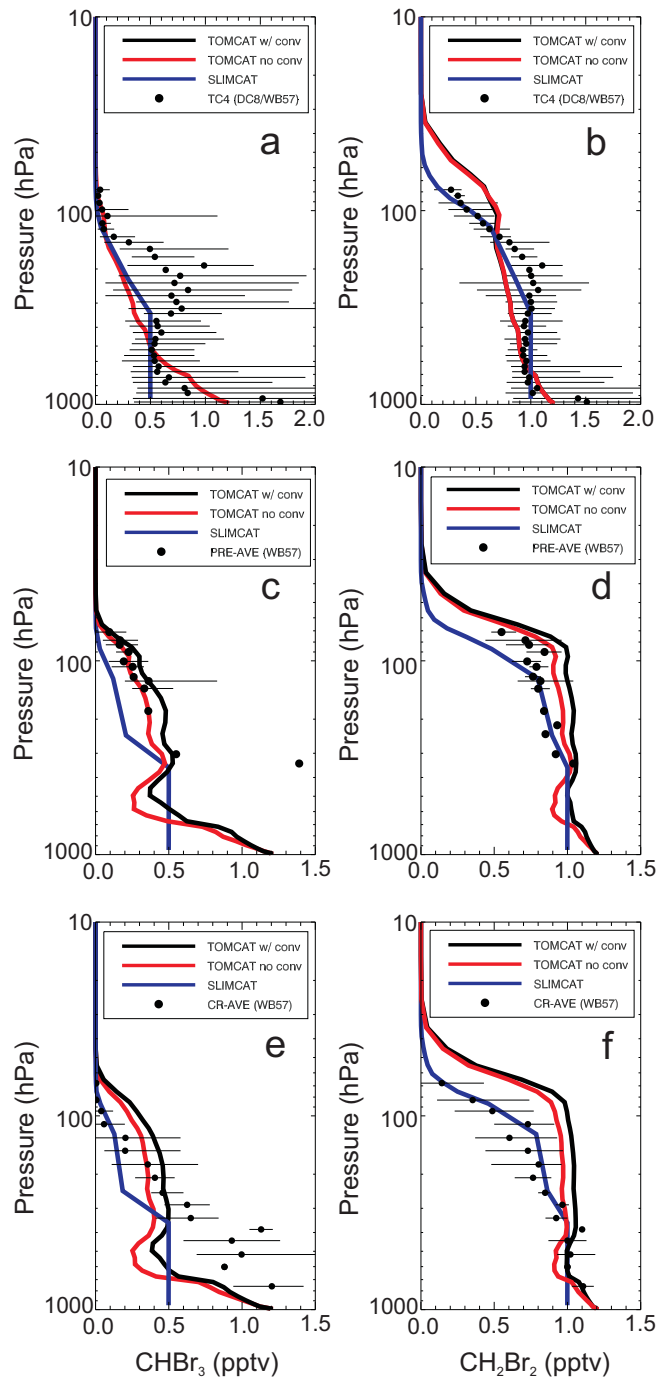 10
100
1000
Pressure (hPa)
TOMCAT w/ conv
TOMCAT no conv
SLIMCAT
TC4 (DC8/WB57)
a
0.0 0.5 1.0 1.5 2.0
10
100
1000
Pressure (hPa)
TOMCAT w/ conv
TOMCAT no conv
SLIMCAT
TC4 (DC8/WB57)
b
0.0 0.5 1.0 1.5 2.0
10
100
1000
Pressure (hPa)
TOMCAT w/ conv
TOMCAT no conv
SLIMCAT
PRE-AVE (WB57)
c
0.0 0.5 1.0 1.5
10
100
1000
Pressure (hPa)
TOMCAT w/ conv
TOMCAT no conv
SLIMCAT
PRE-AVE (WB57)
d
0.0 0.5 1.0 1.5
10
100
1000
Pressure (hPa)
TOMCAT w/ conv
TOMCAT no conv
SLIMCAT
CR-AVE (WB57)
e
0.0 0.5 1.0 1.5
CHBr₃ (pptv)
10
100
1000
Pressure (hPa)
TOMCAT w/ conv
TOMCAT no conv
SLIMCAT
CR-AVE (WB57)
f
0.0 0.5 1.0 1.5
CH₂Br₂ (pptv)